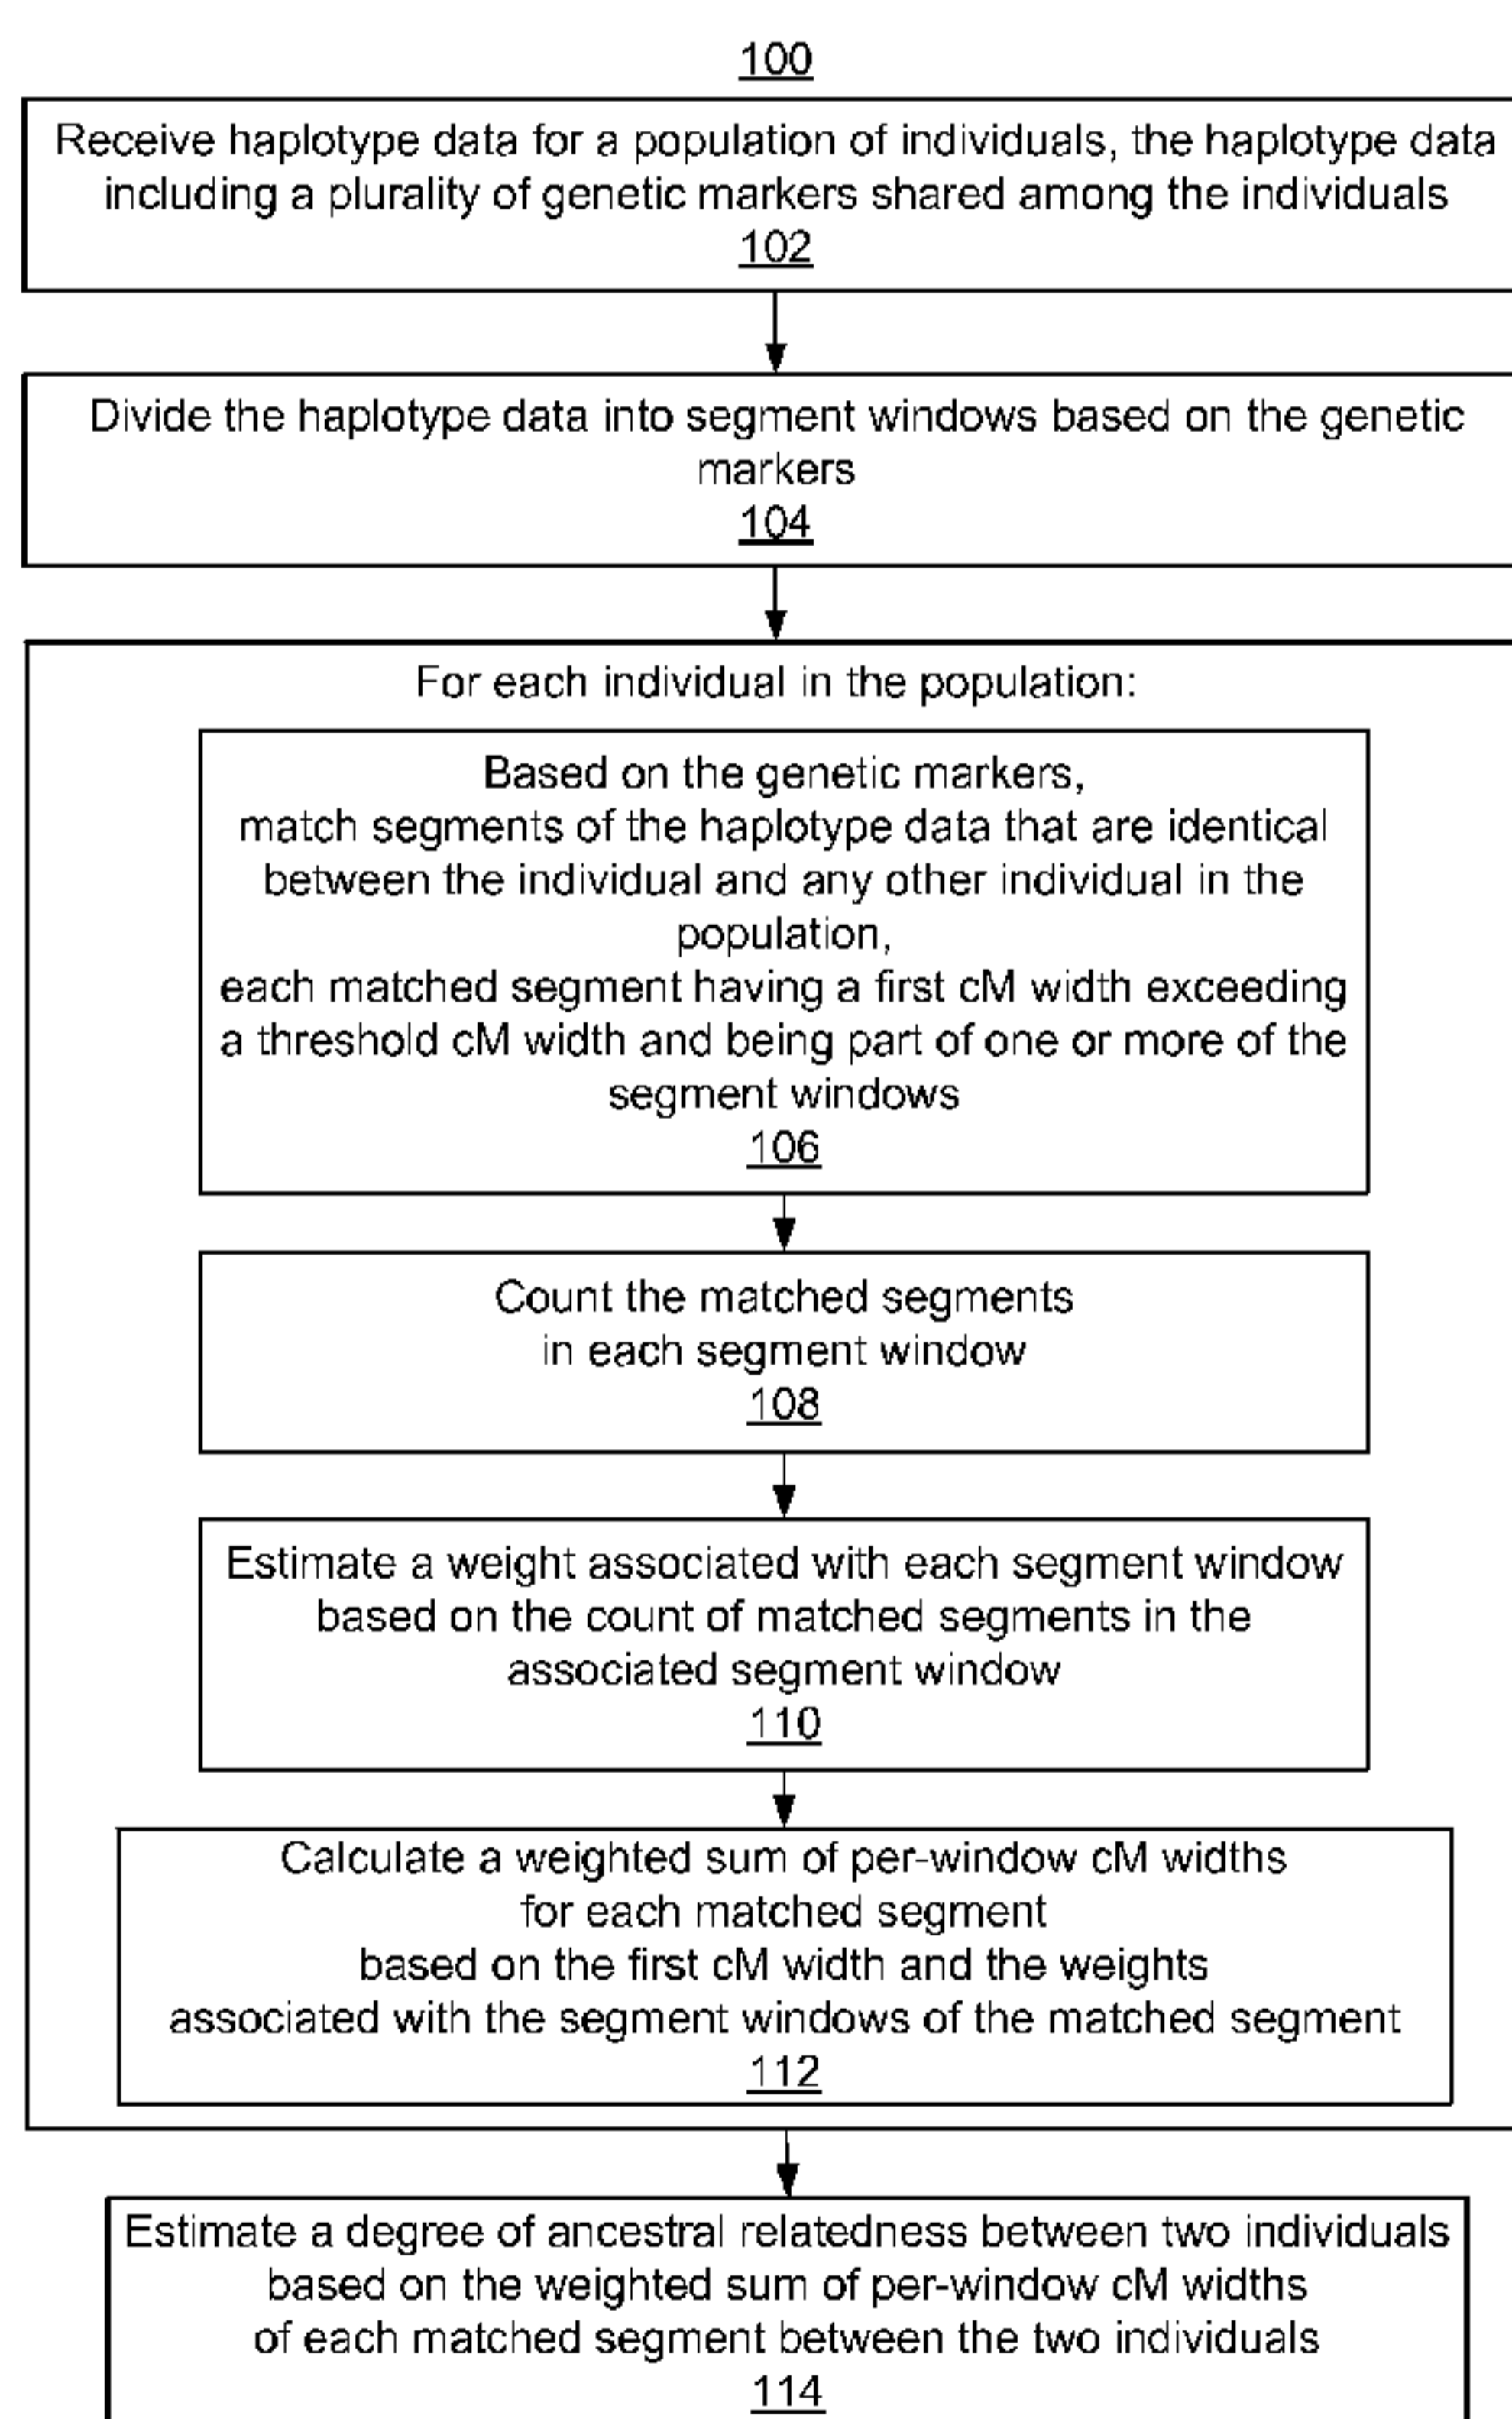 100
Receive haplotype data for a population of individuals, the haplotype data
including a plurality of genetic markers shared among the individuals
102
Divide the haplotype data into segment windows based on the genetic
markers
104
For each individual in the population:
Based on the genetic markers,
match segments of the haplotype data that are identical
between the individual and any other individual in the
population,
each matched segment having a first cM width exceeding
a threshold cM width and being part of one or more of the
segment windows
106
Count the matched segments
in each segment window
108
Estimate a weight associated with each segment window
based on the count of matched segments in the
associated segment window
110
Calculate a weighted sum of per-window cM widths
for each matched segment
based on the first cM width and the weights
associated with the segment windows of the matched segment
112
Estimate a degree of ancestral relatedness between two individuals
based on the weighted sum of per-window cM widths
of each matched segment between the two individuals
114